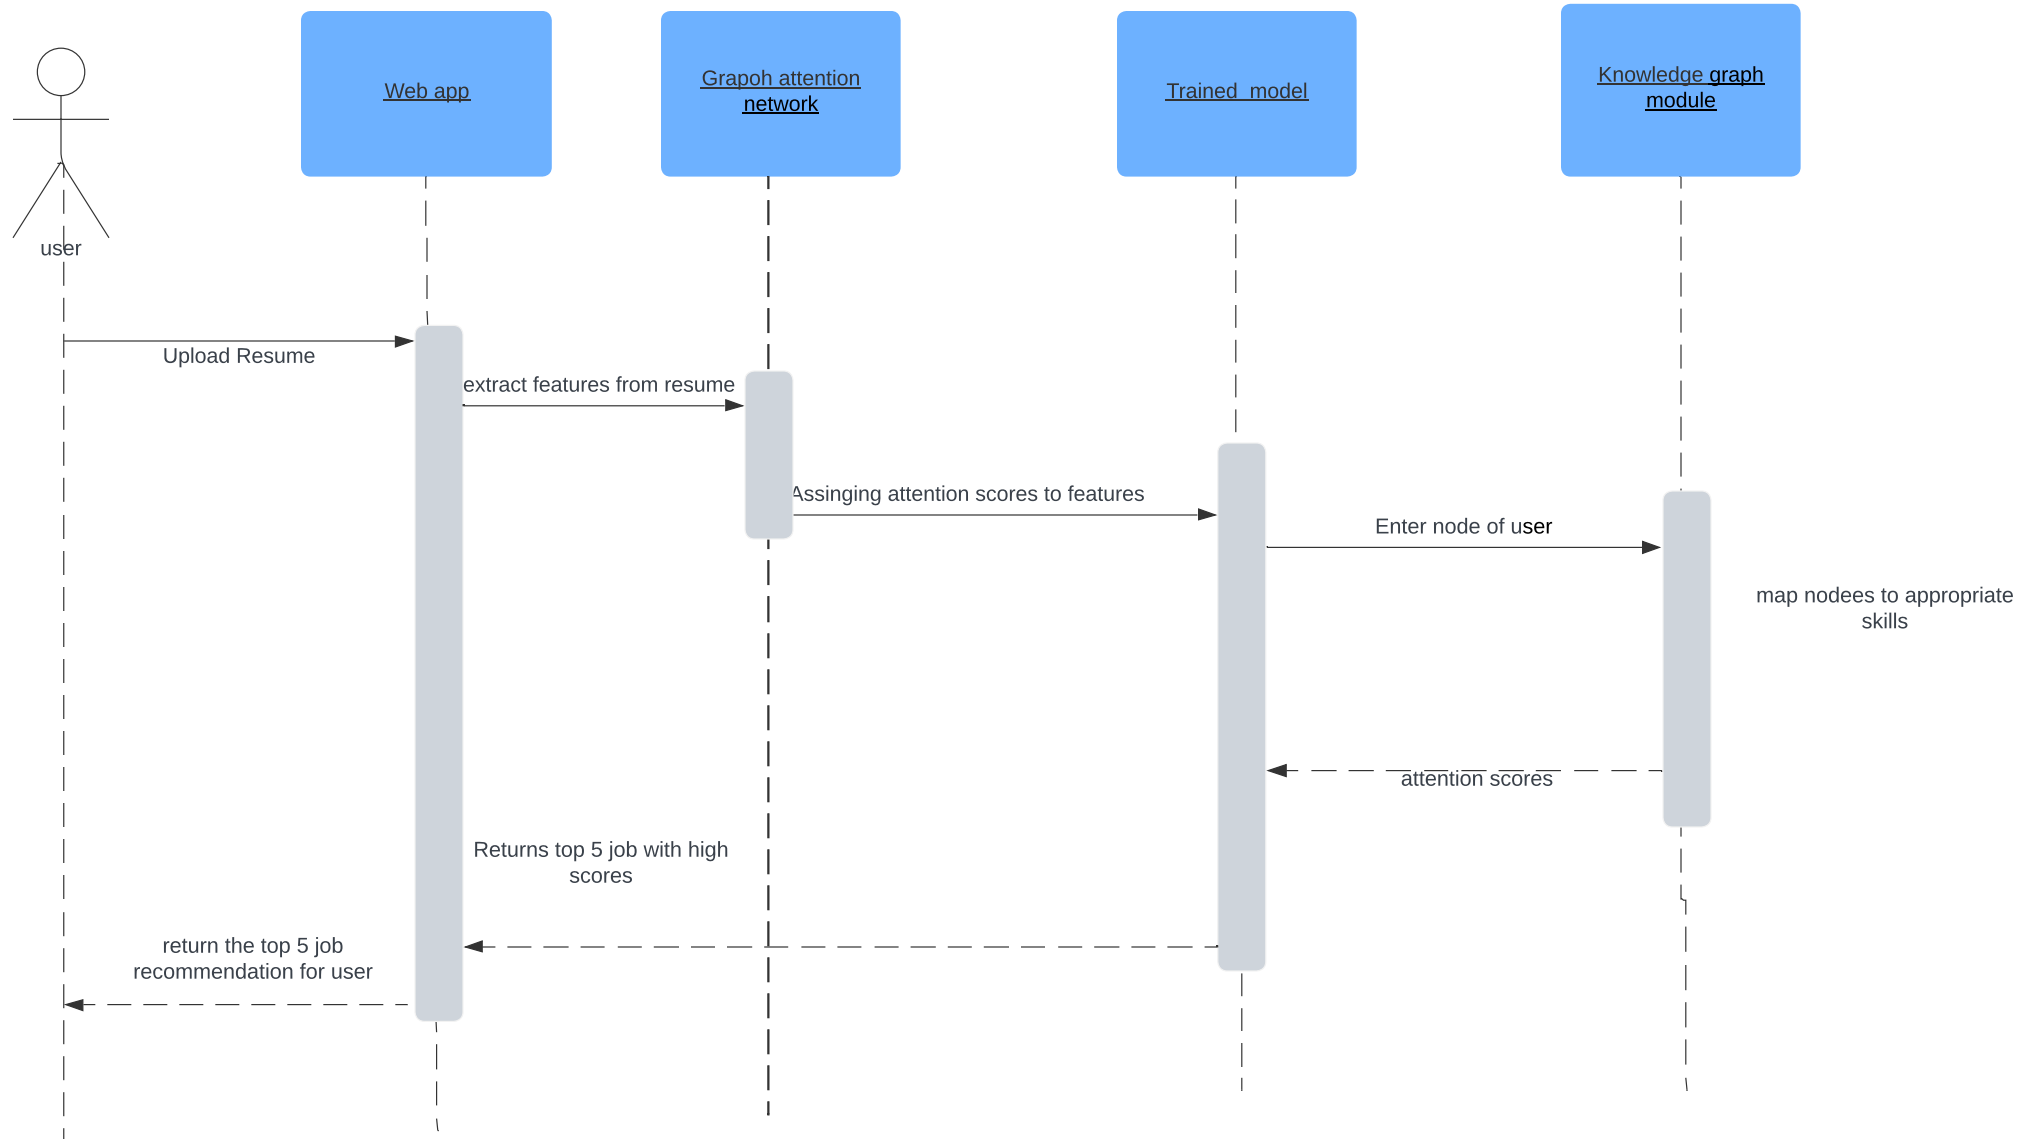 user
Web app
Grapoh attention
network
Trained  model
Knowledge graph
module
Upload Resume
extract features from resume
Assinging attention scores to features
Enter node of user
map nodees to appropriate
skills
attention scores
Returns top 5 job with high
scores
return the top 5 job
recommendation for user